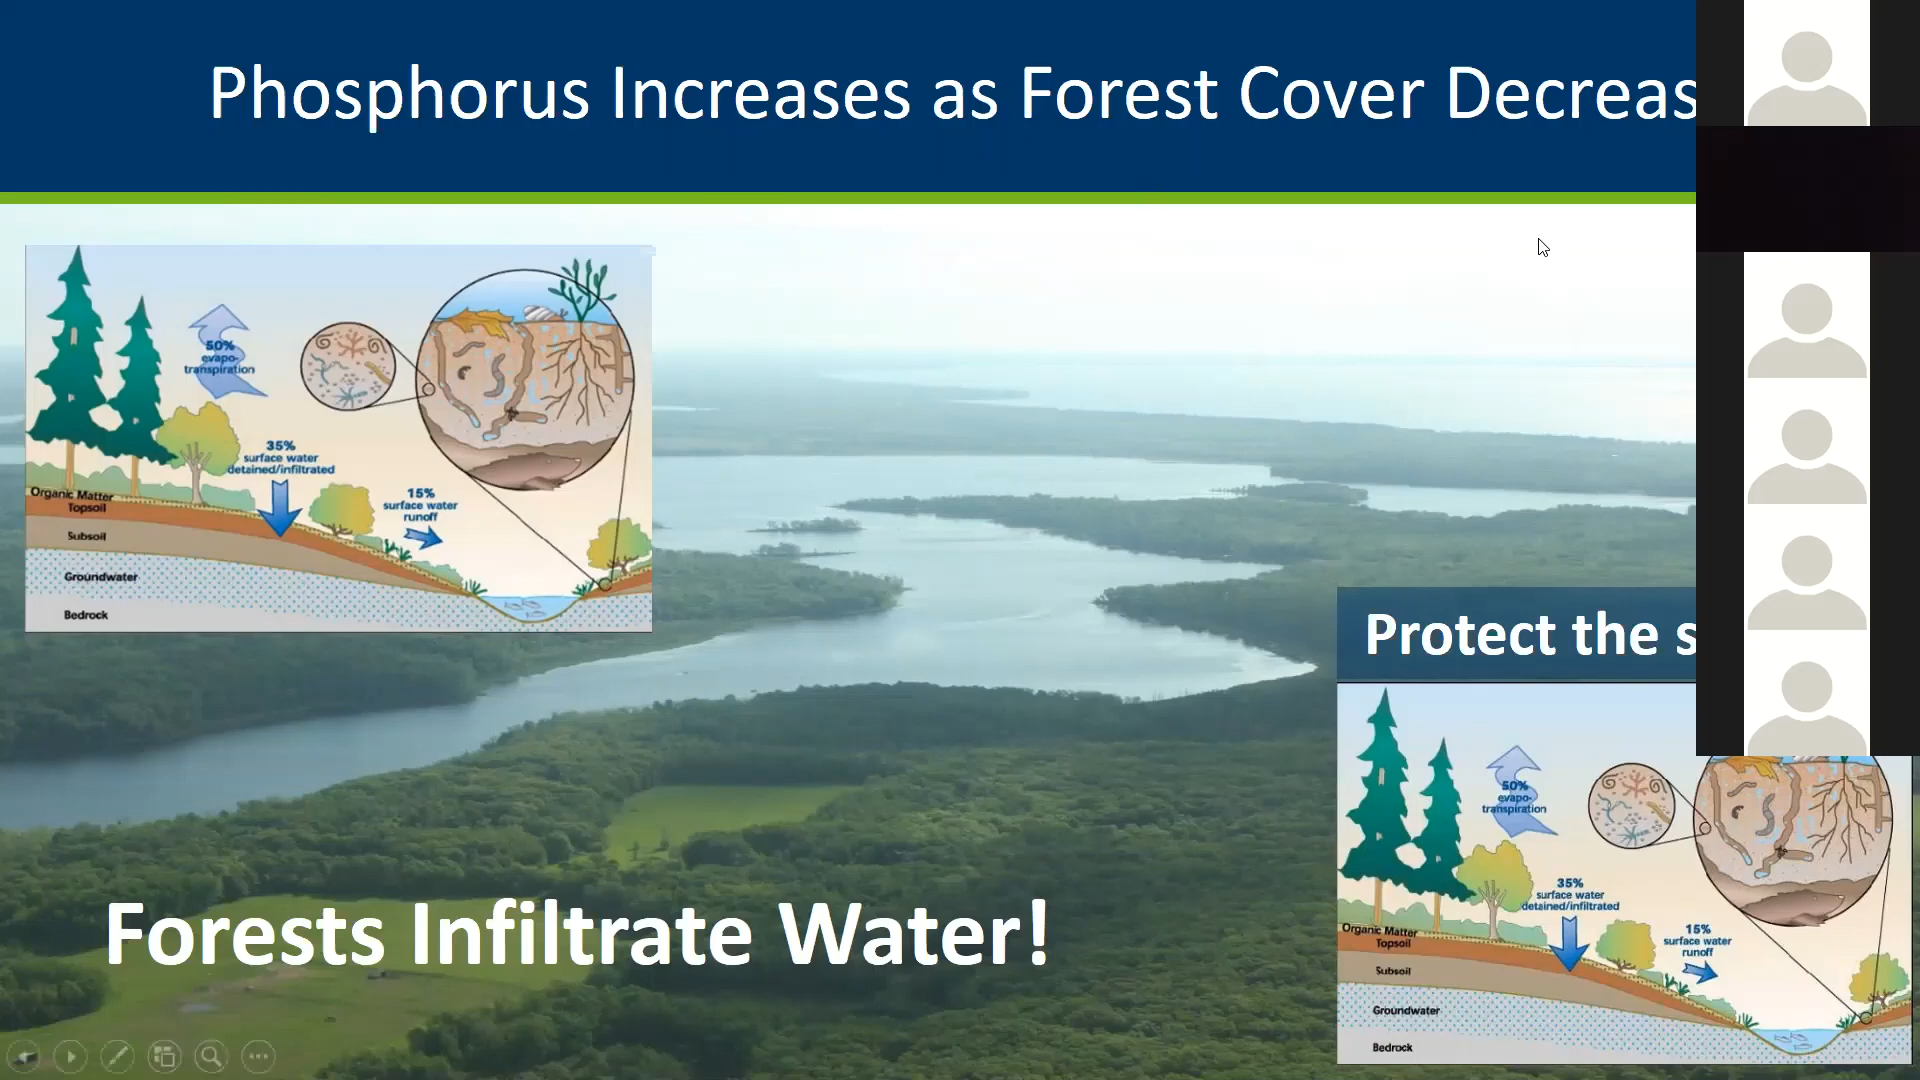 Phosphorus Increases as Forest Cover Decreas
50%
evapo-
transpiration
35%
surface water
detained/infiltrated
15%
surface water
runoff
Organic Matter
Topsoil
Subsoil
Groundwater
Bedrock
Protect the s
50%
evapo-
transpiration
35%
surface water
detained/infiltrated
15%
surface water
runoff
Organic Matter
Topsoil
Subsoil
Groundwater
Bedrock
Forests Infiltrate Water!